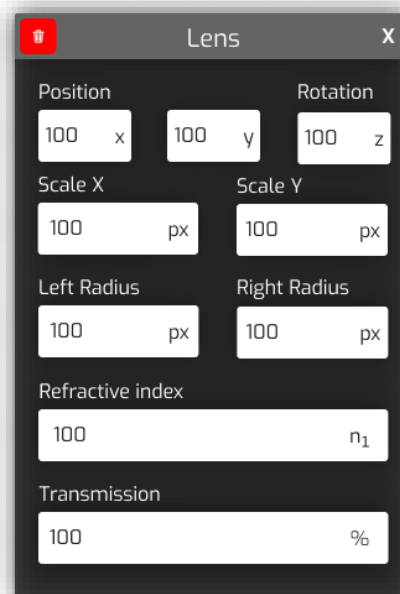 Lens X
Position Rotation
100 x 100 y 100 z
Scale X Scale Y
100 px 100 px
Left Radius Right Radius
100 px 100 px
Refractive index
100 n₁
Transmission
100 %